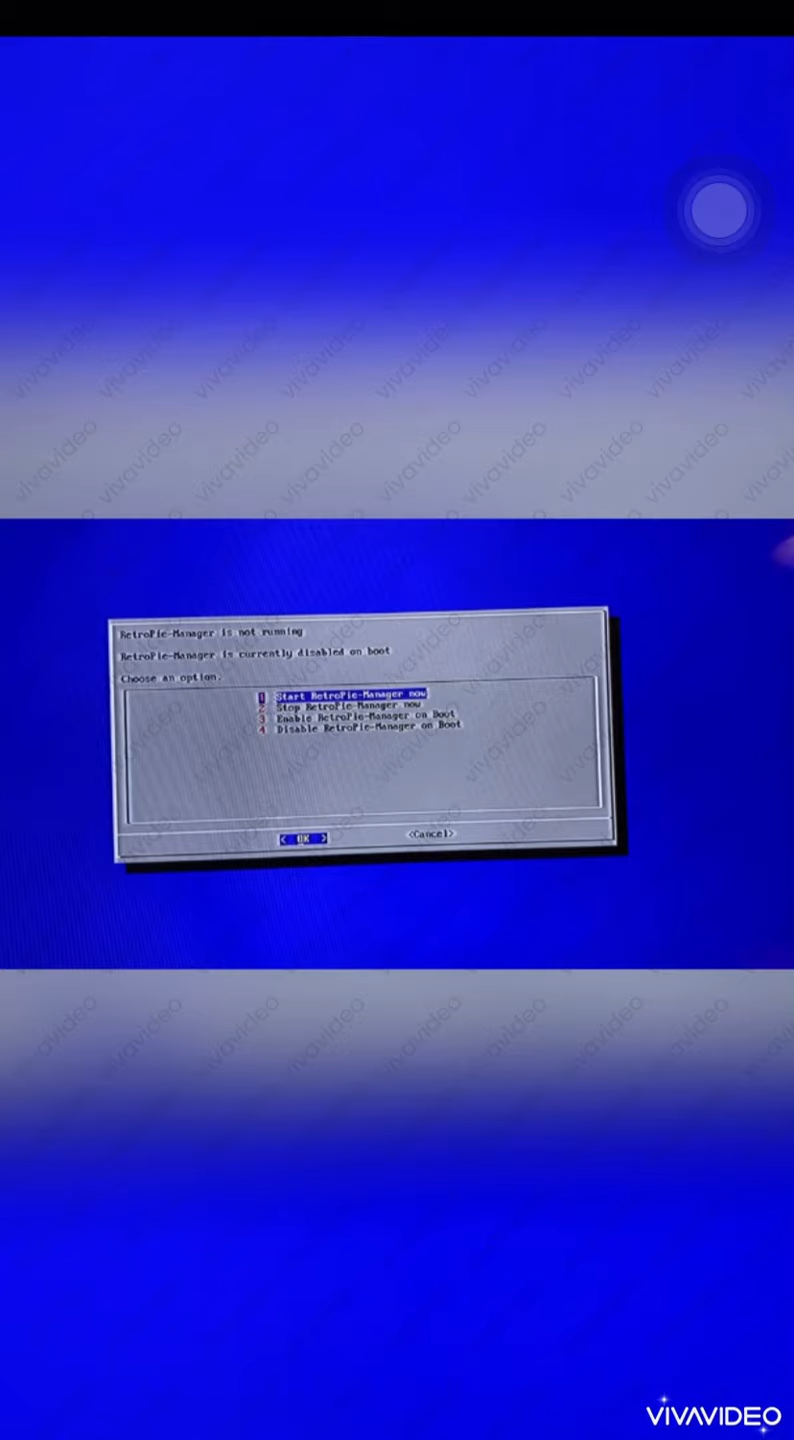 RetroPie-Manager is not running
RetroPie-Manager is currently disabled on boot
Choose an option.
1 Start RetroPie-Manager now
2 Stop RetroPie-Manager now
3 Enable RetroPie-Manager on Boot
4 Disable RetroPie-Manager on Boot
< OK > <Cancel>
VIVAVIDEO